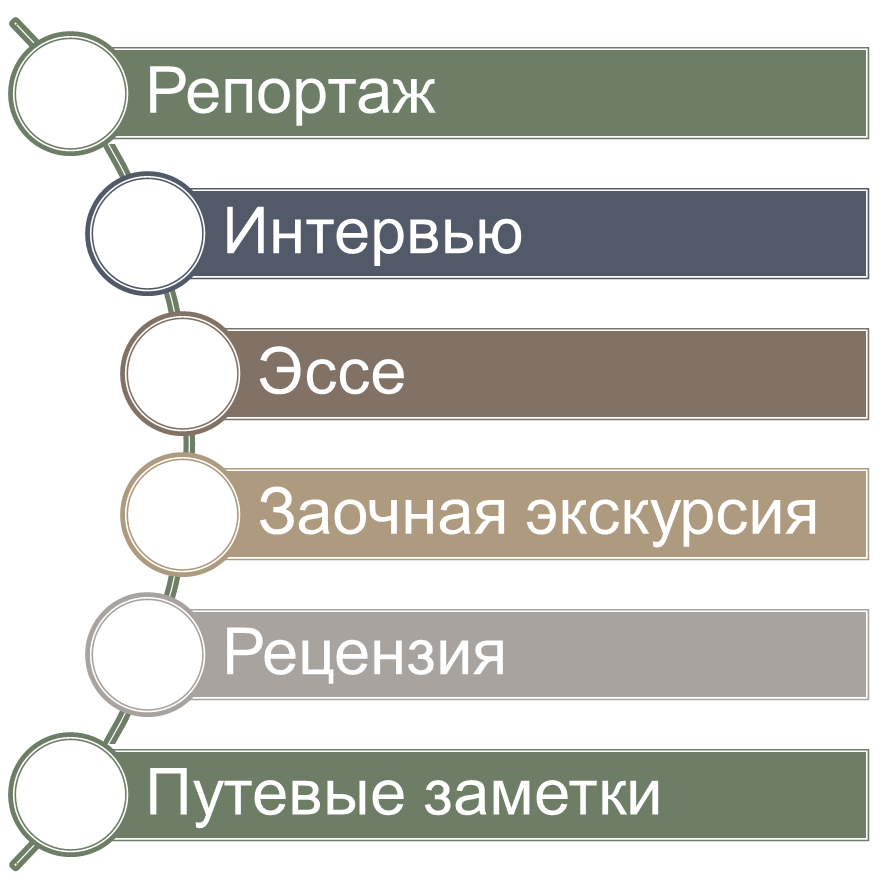 Репортаж
Интервью
Эссе
Заочная экскурсия
Рецензия
Путевые заметки